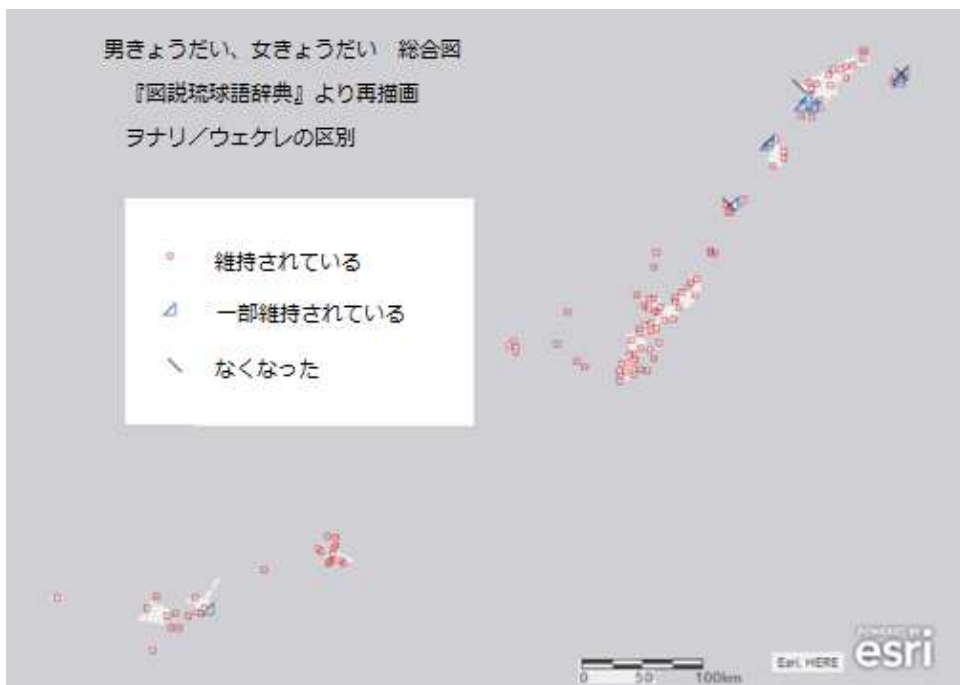 男きょうだい、女きょうだい　総合図
『図説琉球語辞典』より再描画
ヲナリ／ウェケレの区別
維持されている
一部維持されている
なくなった
POWERED BY
esri
Esri, HERE
0 50 100km